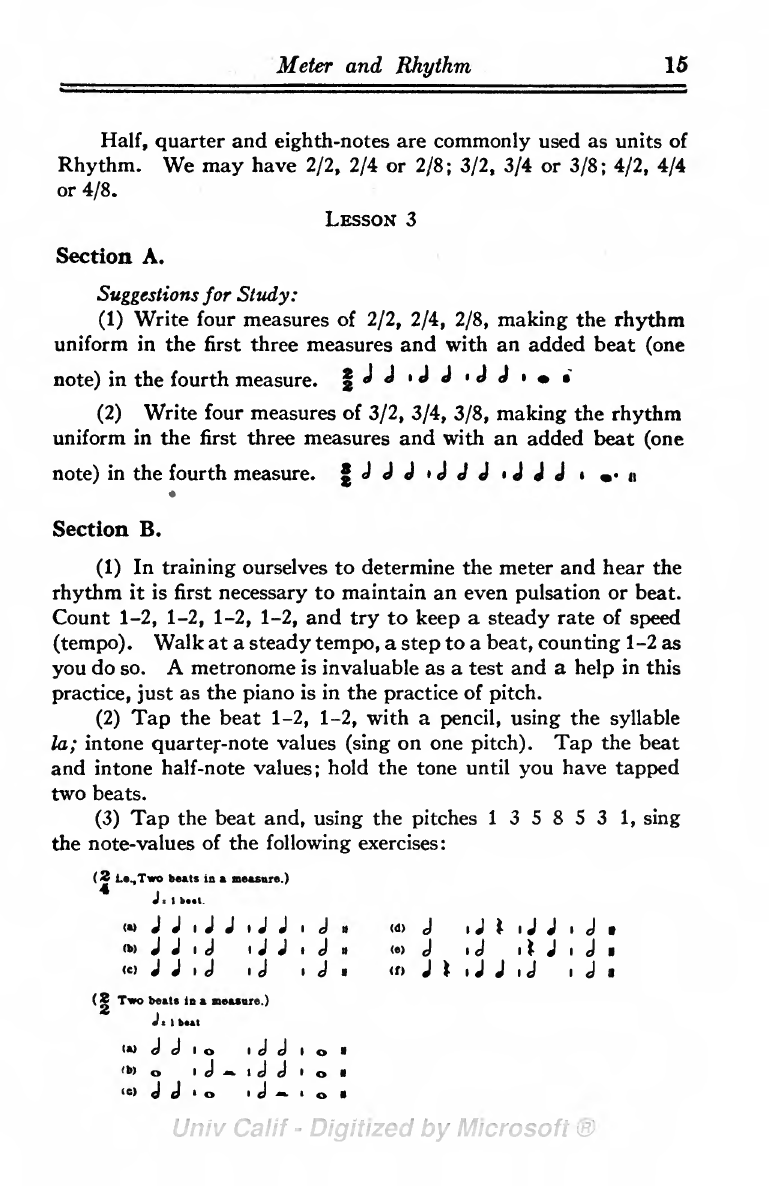 Meter and Rhythm 15
Half, quarter and eighth-notes are commonly used as units of
Rhythm. We may have 2/2, 2/4 or 2/8; 3/2, 3/4 or 3/8; 4/2, 4/4
or 4/8.
Lesson 3
Section A.
Suggestions for Study:
(1) Write four measures of 2/2, 2/4, 2/8, making the rhythm
uniform in the first three measures and with an added beat (one
note) in the fourth measure.
(2) Write four measures of 3/2, 3/4, 3/8, making the rhythm
uniform in the first three measures and with an added beat (one
note) in the fourth measure.
Section B.
(1) In training ourselves to determine the meter and hear the
rhythm it is first necessary to maintain an even pulsation or beat.
Count 1–2, 1–2, 1–2, 1–2, and try to keep a steady rate of speed
(tempo). Walk at a steady tempo, a step to a beat, counting 1–2 as
you do so. A metronome is invaluable as a test and a help in this
practice, just as the piano is in the practice of pitch.
(2) Tap the beat 1–2, 1–2, with a pencil, using the syllable
la; intone quarter-note values (sing on one pitch). Tap the beat
and intone half-note values; hold the tone until you have tapped
two beats.
(3) Tap the beat and, using the pitches 1 3 5 8 5 3 1, sing
the note-values of the following exercises:
(2/4 i.e., Two beats in a measure.)
♩= 1 beat.
(a) (d)
(b) (e)
(c) (f)
(2/2 Two beats in a measure.)
= 1 beat
(a)
(b)
(c)
Univ Calif - Digitized by Microsoft ®